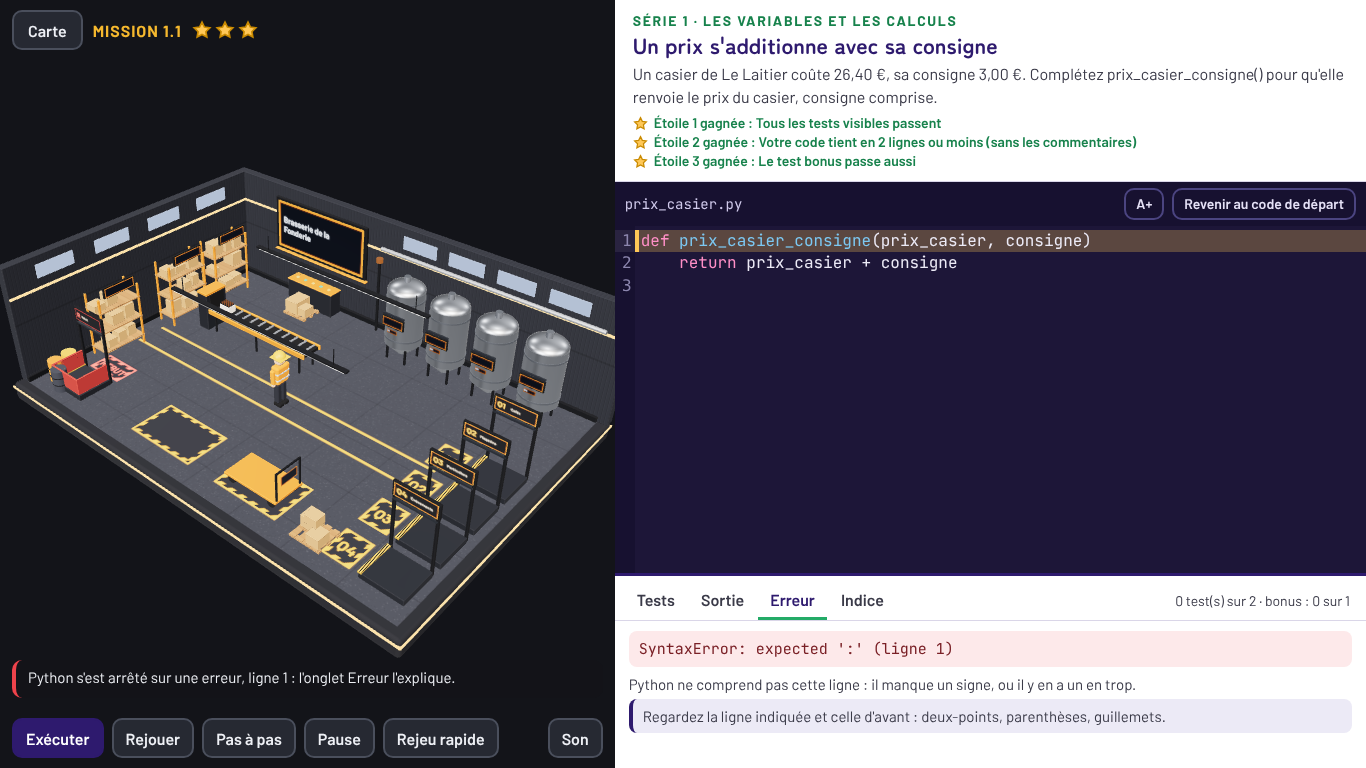 Carte
MISSION 1.1
Brasserie de la
Fonderie
01
02
03
04
02
03
04
Python s'est arrêté sur une erreur, ligne 1 : l'onglet Erreur l'explique.
Exécuter
Rejouer
Pas à pas
Pause
Rejeu rapide
Son
SÉRIE 1 · LES VARIABLES ET LES CALCULS
Un prix s'additionne avec sa consigne
Un casier de Le Laitier coûte 26,40 €, sa consigne 3,00 €. Complétez prix_casier_consigne() pour qu'elle
renvoie le prix du casier, consigne comprise.
Étoile 1 gagnée : Tous les tests visibles passent
Étoile 2 gagnée : Votre code tient en 2 lignes ou moins (sans les commentaires)
Étoile 3 gagnée : Le test bonus passe aussi
prix_casier.py
A+
Revenir au code de départ
1 def prix_casier_consigne(prix_casier, consigne)
2     return prix_casier + consigne
3
Tests
Sortie
Erreur
Indice
0 test(s) sur 2 · bonus : 0 sur 1
SyntaxError: expected ':' (ligne 1)
Python ne comprend pas cette ligne : il manque un signe, ou il y en a un en trop.
Regardez la ligne indiquée et celle d'avant : deux-points, parenthèses, guillemets.